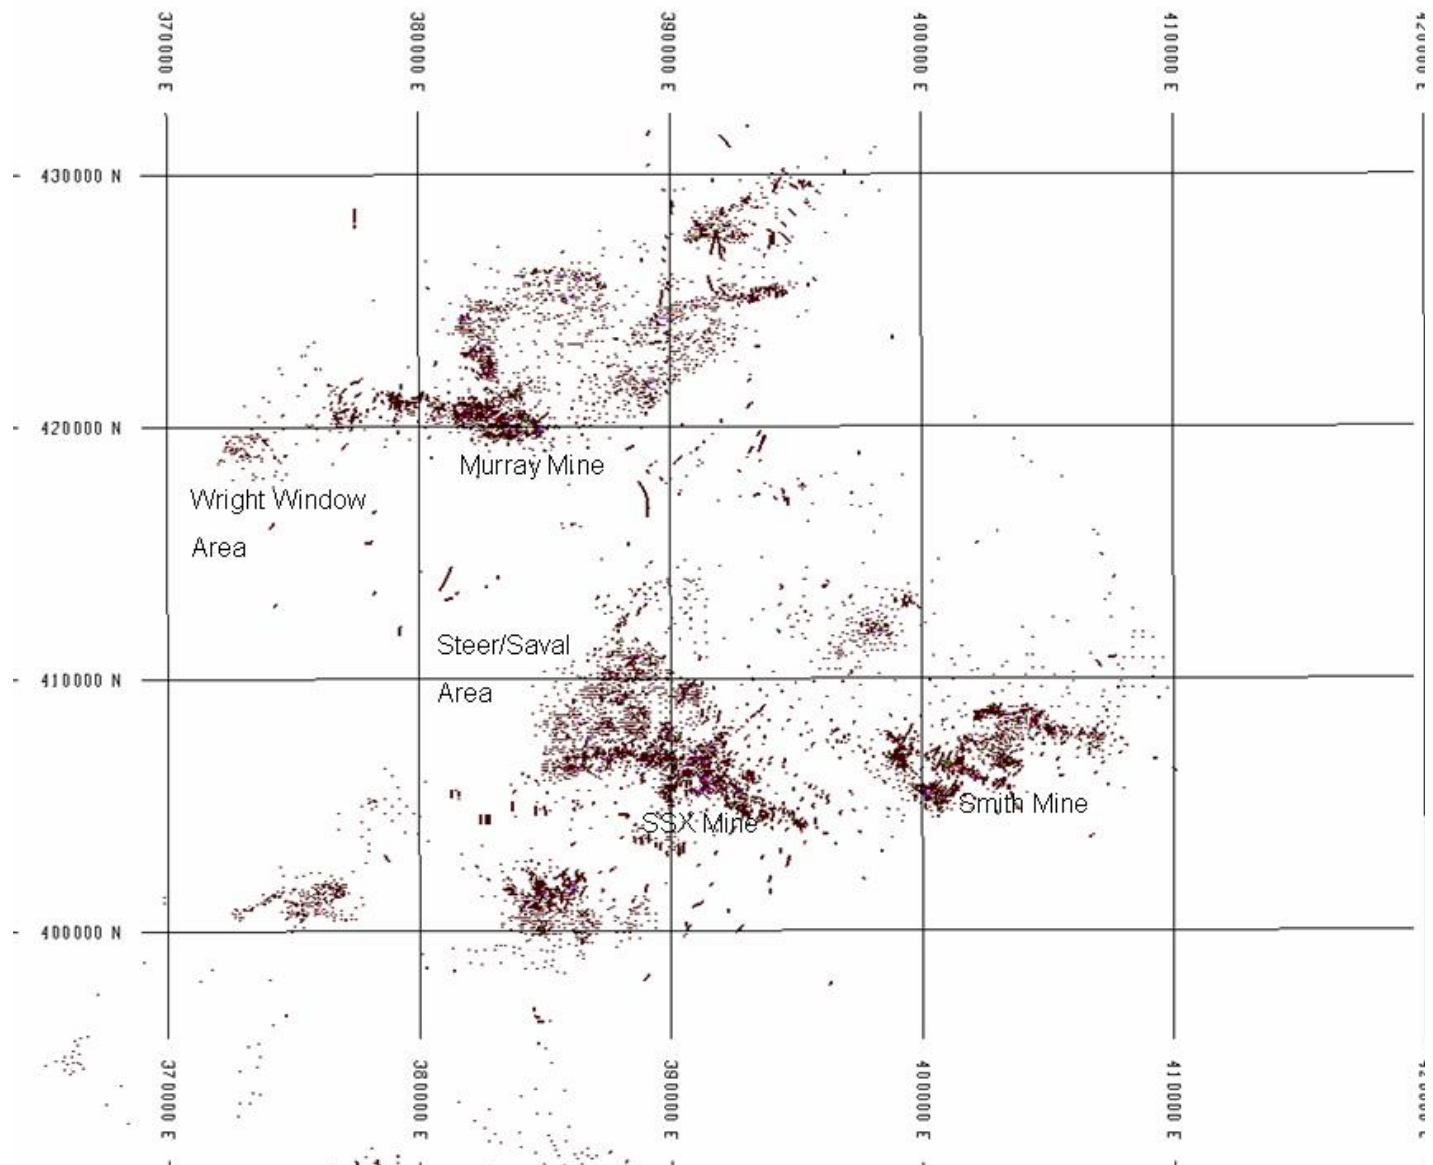 370000 E
380000 E
390000 E
400000 E
410000 E
430000 N
420000 N
Murray Mine
Wright Window
Area
Steer/Saval
410000 N
Area
Smith Mine
SSX Mine
400000 N
370000 E
380000 E
390000 E
400000 E
410000 E